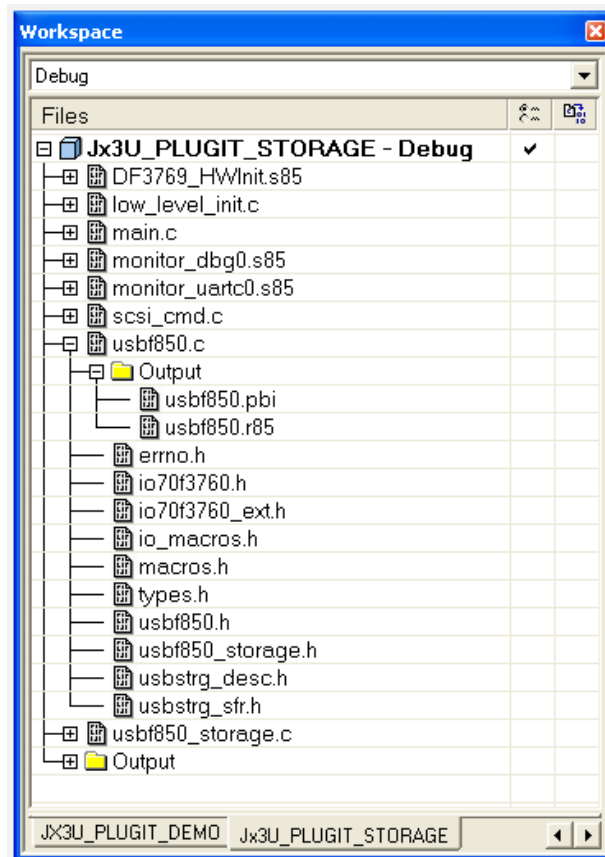 Workspace
Debug
Files
Jx3U_PLUGIT_STORAGE - Debug
DF3769_HWInit.s85
low_level_init.c
main.c
monitor_dbg0.s85
monitor_uartc0.s85
scsi_cmd.c
usbf850.c
Output
usbf850.pbi
usbf850.r85
errno.h
io70f3760.h
io70f3760_ext.h
io_macros.h
macros.h
types.h
usbf850.h
usbf850_storage.h
usbstrg_desc.h
usbstrg_sfr.h
usbf850_storage.c
Output
JX3U_PLUGIT_DEMO Jx3U_PLUGIT_STORAGE